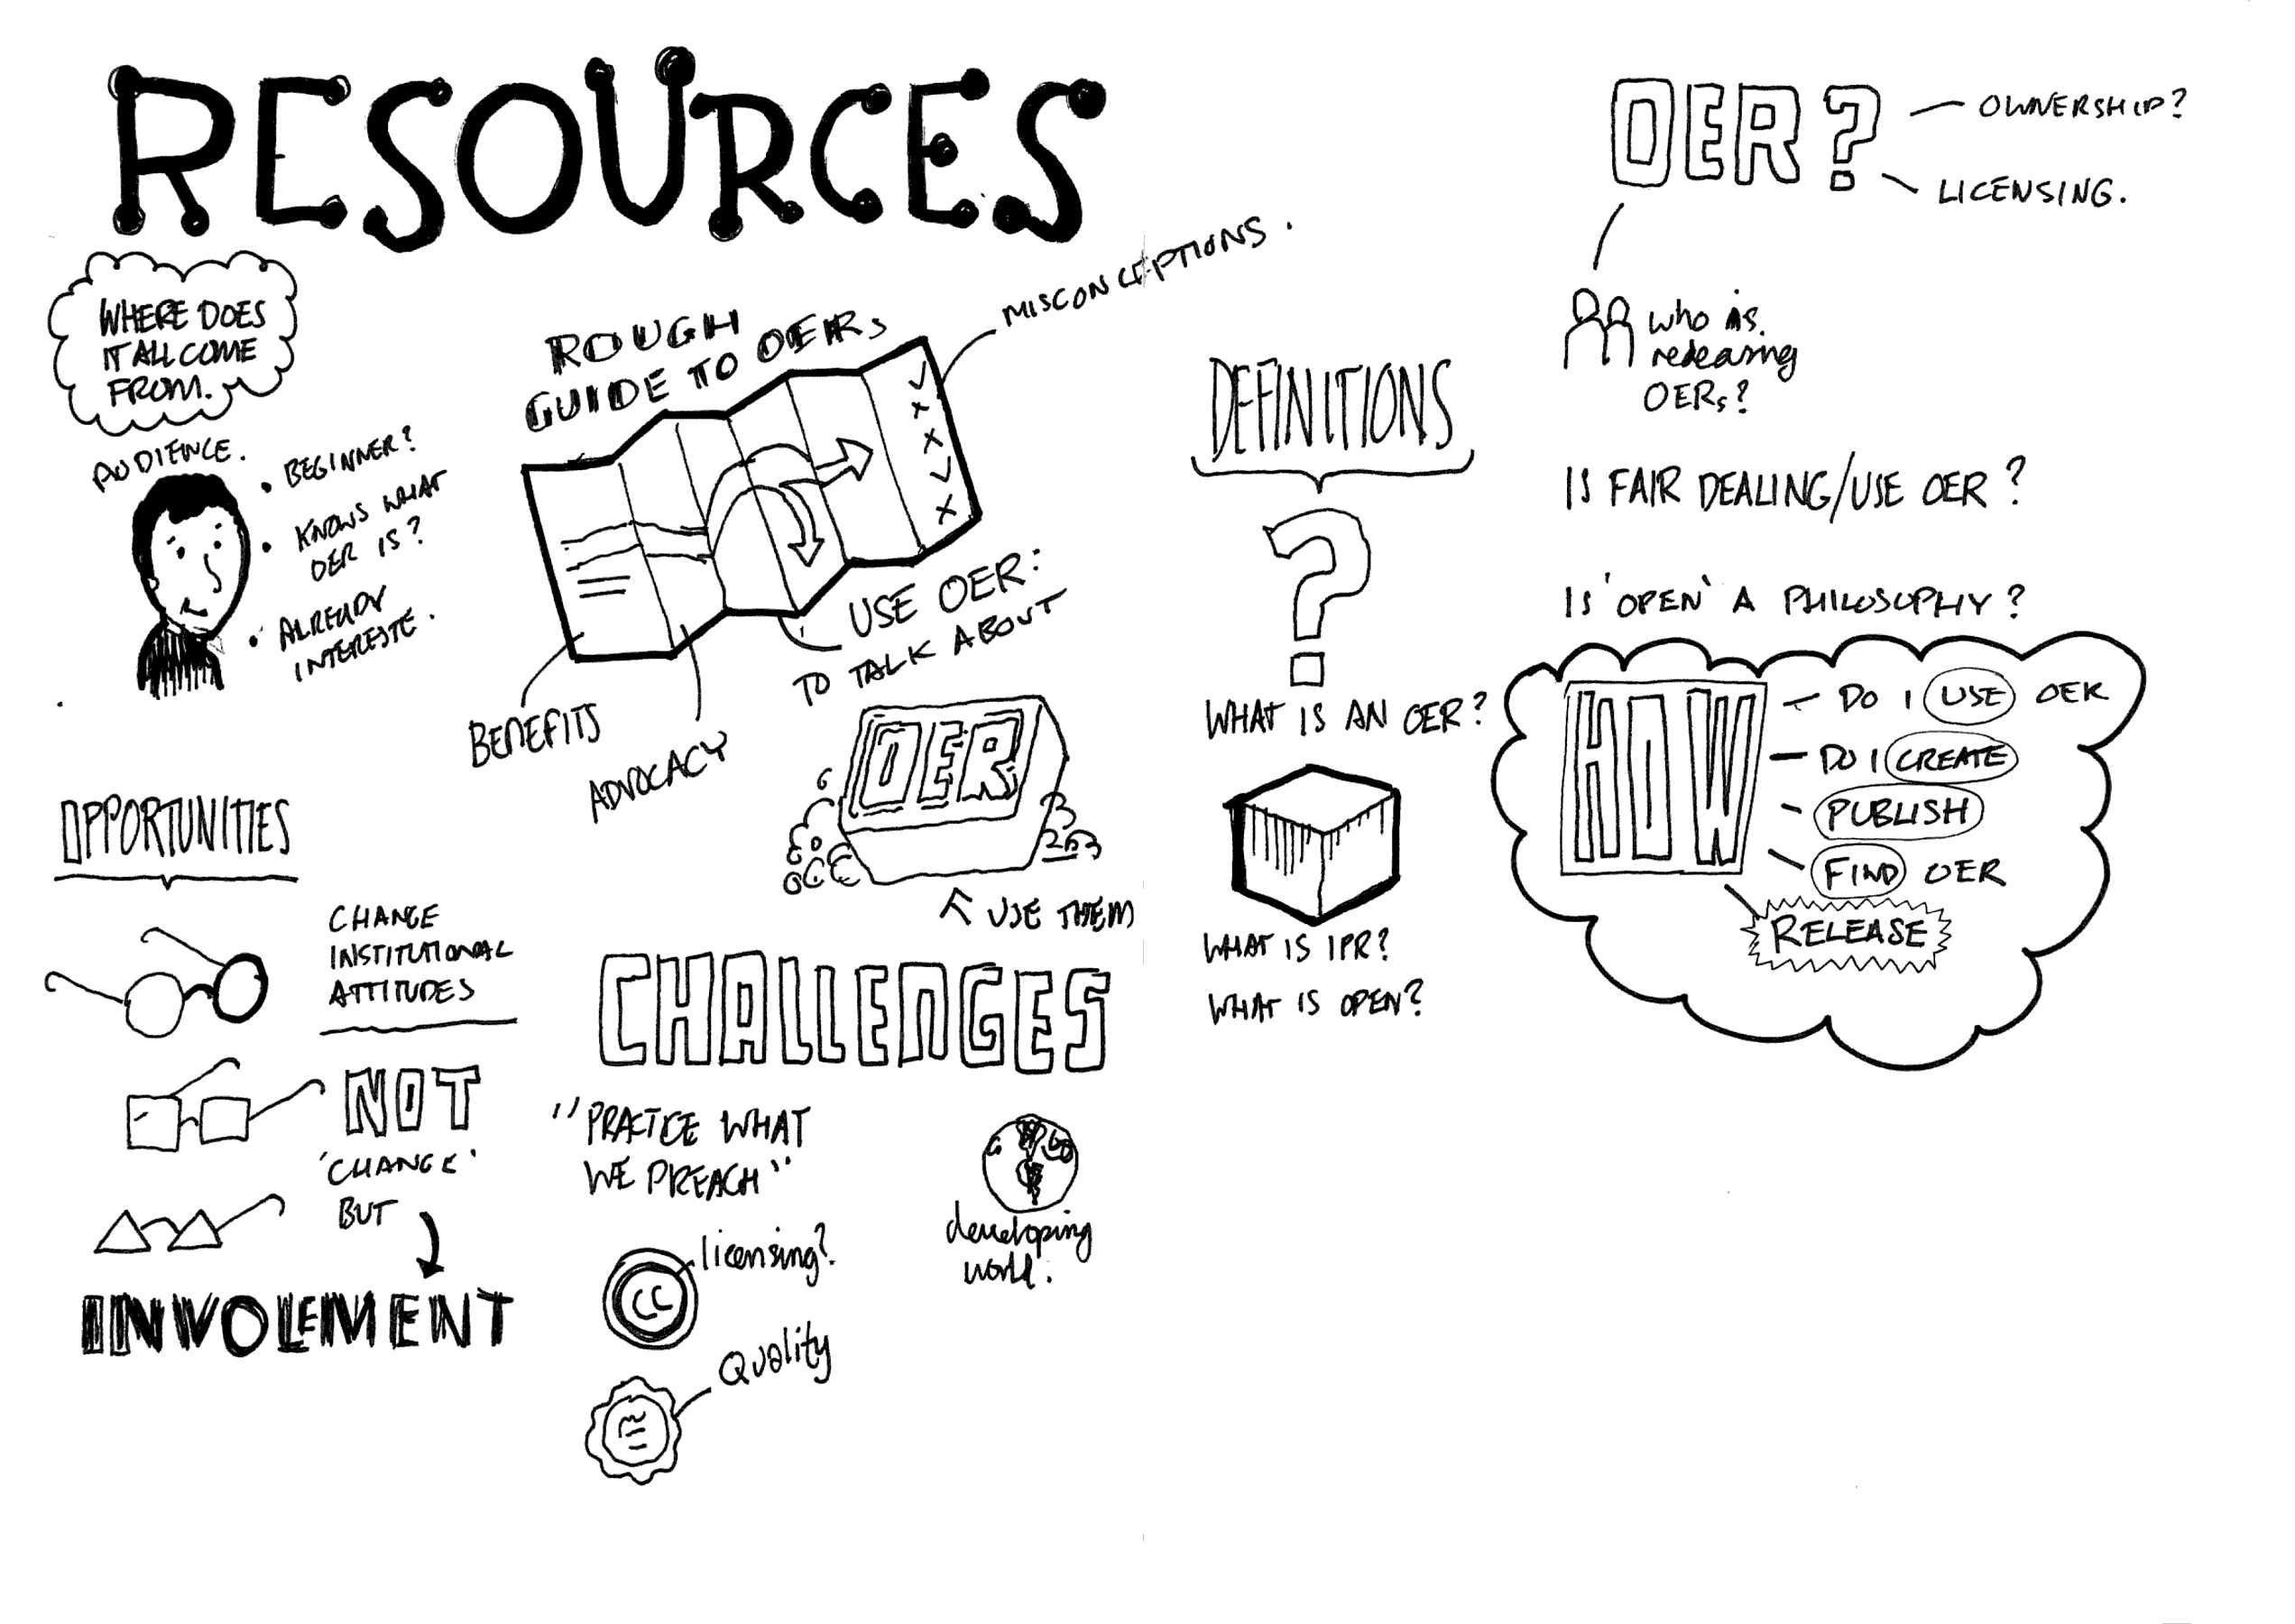 RESOURCES
WHERE DOES
IT ALL COME
FROM.
AUDIENCE.
• BEGINNER?
• KNOWS WHAT
OER IS?
• ALREADY
INTERESTE.
ROUGH
GUIDE TO OERs
MISCONCEPTIONS.
USE OER:
TO TALK ABOUT
BENEFITS
ADVOCACY
OER
USE THEM
OPPORTUNITIES
CHANGE
INSTITUTIONAL
ATTITUDES
NOT
'CHANGE'
BUT
INVOLEMENT
CHALLENGES
"PRACTICE WHAT
WE PREACH"
licensing?
CC
Quality
developing
world.
DEFINITIONS
?
WHAT IS AN OER?
WHAT IS IPR?
WHAT IS OPEN?
OER?
OWNERSHIP?
LICENSING.
who is
releasing
OERs?
IS FAIR DEALING/USE OER?
IS 'OPEN' A PHILOSOPHY?
HOW
DO I USE OER
DO I CREATE
PUBLISH
FIND OER
RELEASE